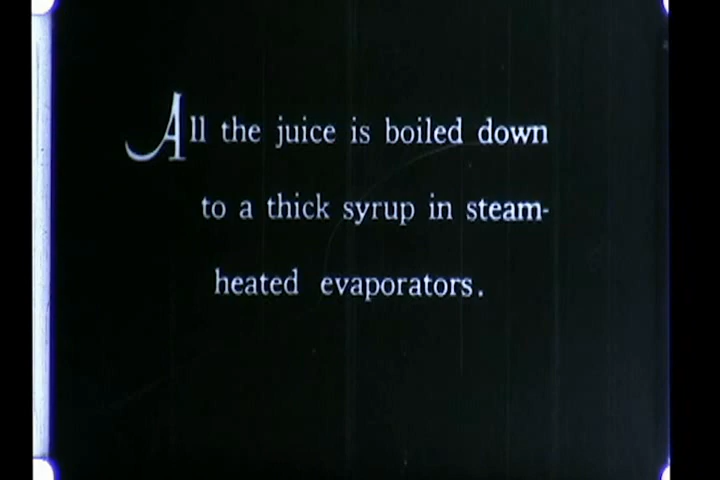 All the juice is boiled down
to a thick syrup in steam-
heated evaporators.